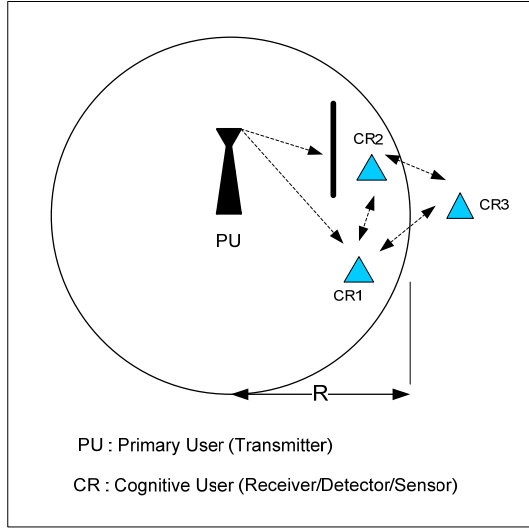 CR2
CR3
PU
CR1
R
PU : Primary User (Transmitter)
CR : Cognitive User (Receiver/Detector/Sensor)